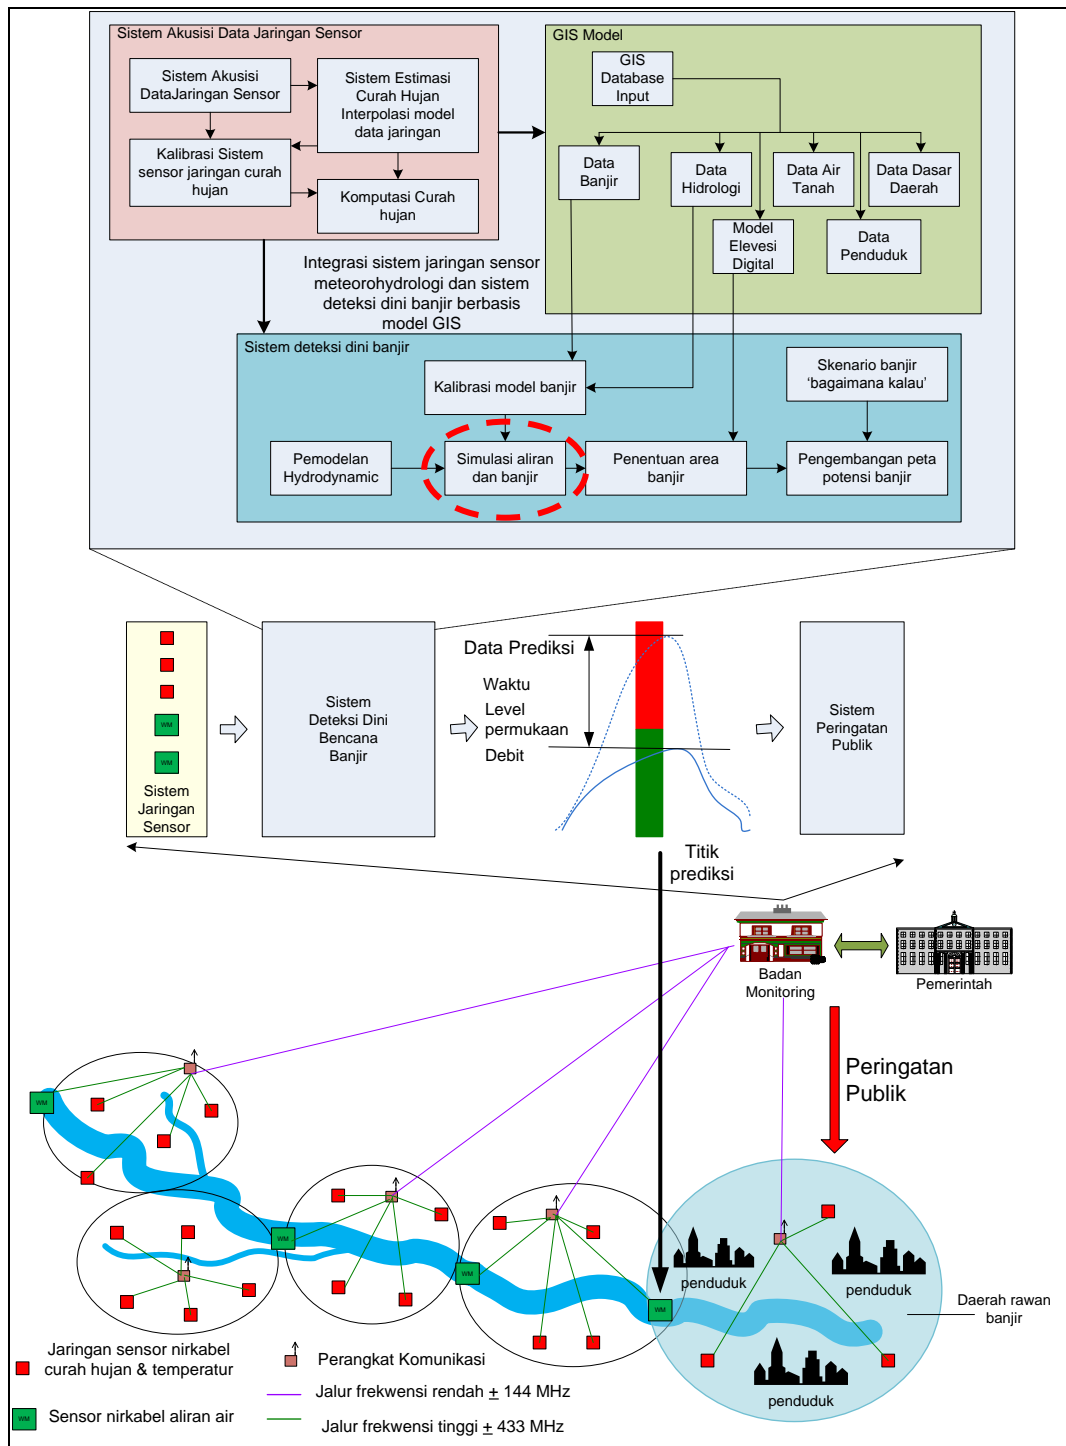 Sistem Akusisi Data Jaringan Sensor
Sistem Akusisi
DataJaringan Sensor
Sistem Estimasi
Curah Hujan
Interpolasi model
data jaringan
Kalibrasi Sistem
sensor jaringan curah
hujan
Komputasi Curah
hujan
GIS Model
GIS
Database
Input
Data
Banjir
Data
Hidrologi
Data Air
Tanah
Data Dasar
Daerah
Model
Elevesi
Digital
Data
Penduduk
Integrasi sistem jaringan sensor
meteorohydrologi dan sistem
deteksi dini banjir berbasis
model GIS
Sistem deteksi dini banjir
Kalibrasi model banjir
Skenario banjir
'bagaimana kalau'
Pemodelan
Hydrodynamic
Simulasi aliran
dan banjir
Penentuan area
banjir
Pengembangan peta
potensi banjir
WM
WM
Sistem
Jaringan
Sensor
Sistem
Deteksi Dini
Bencana
Banjir
Data Prediksi
Waktu
Level
permukaan
Debit
Sistem
Peringatan
Publik
Titik
prediksi
Badan
Monitoring
Pemerintah
Peringatan
Publik
WM
WM
WM
WM
penduduk
penduduk
penduduk
Daerah rawan
banjir
Jaringan sensor nirkabel
curah hujan & temperatur
Perangkat Komunikasi
Jalur frekwensi rendah ± 144 MHz
WM
Sensor nirkabel aliran air
Jalur frekwensi tinggi ± 433 MHz